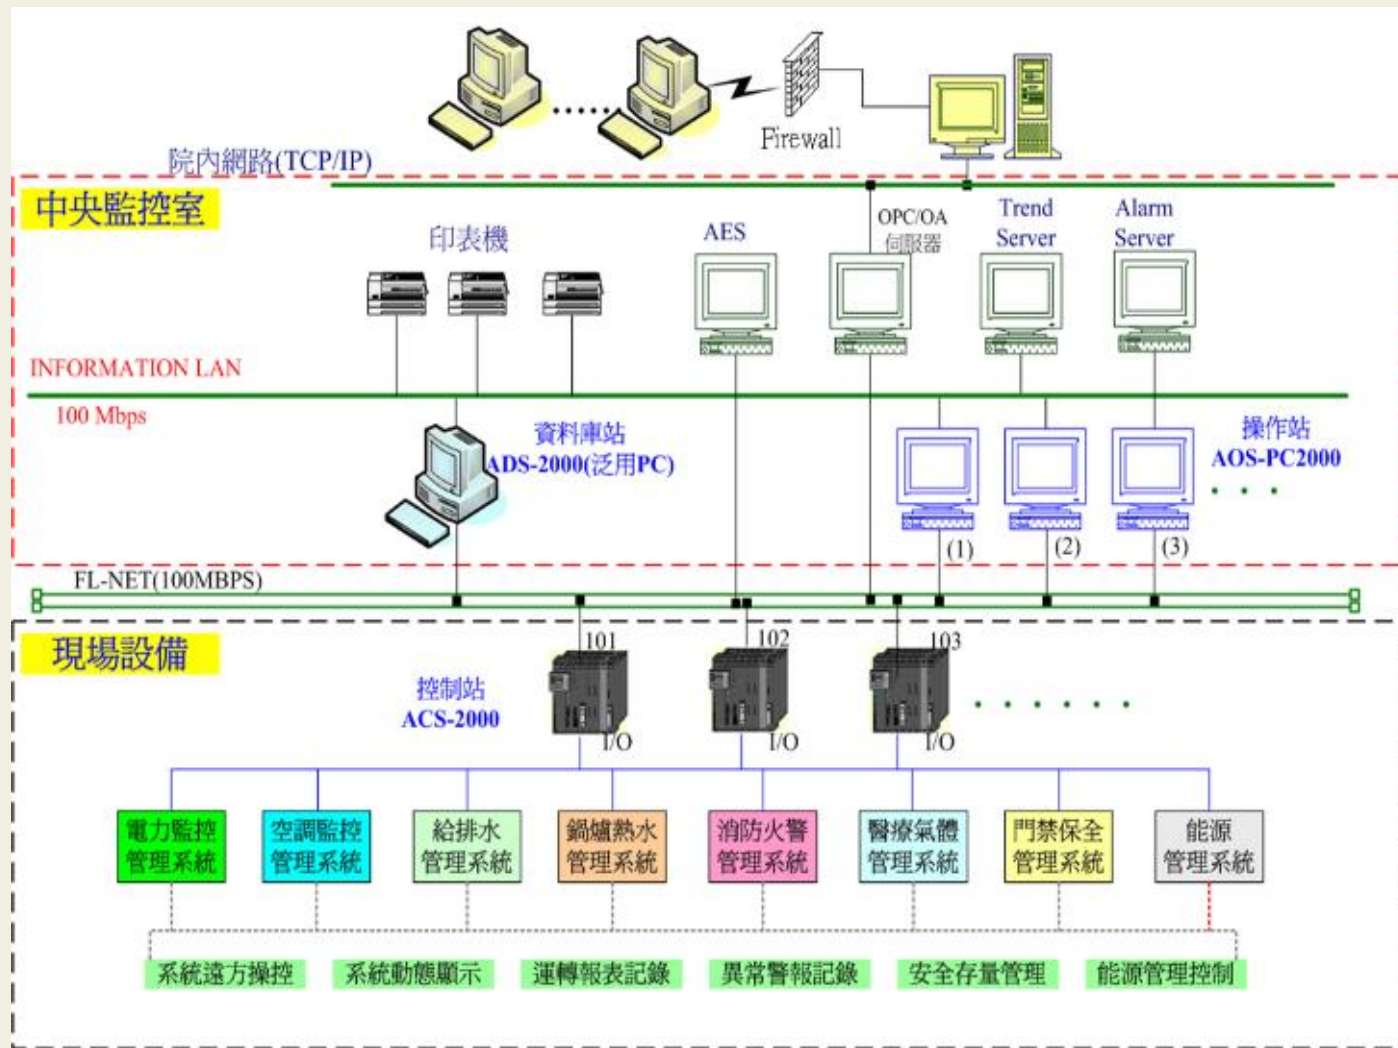 Firewall
院內網路(TCP/IP)
中央監控室
印表機
AES
OPC/OA
伺服器
Trend
Server
Alarm
Server
INFORMATION LAN
100 Mbps
資料庫站
ADS-2000(泛用PC)
操作站
AOS-PC2000
(1)
(2)
(3)
FL-NET(100MBPS)
現場設備
控制站
ACS-2000
101
102
103
I/O
I/O
I/O
電力監控
管理系統
空調監控
管理系統
給排水
管理系統
鍋爐熱水
管理系統
消防火警
管理系統
醫療氣體
管理系統
門禁保全
管理系統
能源
管理系統
系統遠方操控
系統動態顯示
運轉報表記錄
異常警報記錄
安全存量管理
能源管理控制